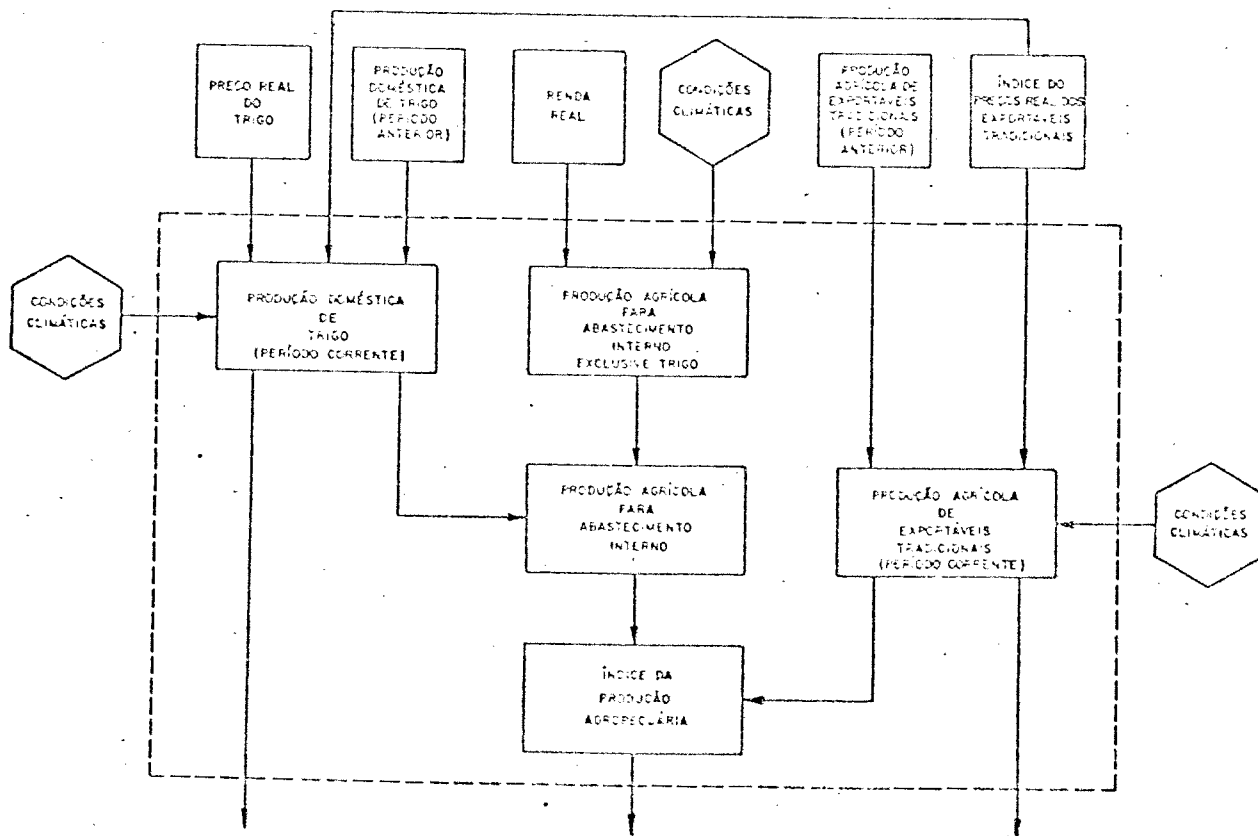 PREÇO REAL
DO
TRIGO
PRODUÇÃO
DOMÉSTICA
DE TRIGO
(PERÍODO
ANTERIOR)
RENDA
REAL
CONDIÇÕES
CLIMÁTICAS
PRODUÇÃO
AGRÍCOLA DE
EXPORTÁVEIS
TRADICIONAIS
(PERÍODO
ANTERIOR)
ÍNDICE DO
PREÇOS REAL DOS
EXPORTÁVEIS
TRADICIONAIS
CONDIÇÕES
CLIMÁTICAS
PRODUÇÃO DOMÉSTICA
DE
TRIGO
(PERÍODO CORRENTE)
PRODUÇÃO AGRÍCOLA
PARA
ABASTECIMENTO
INTERNO
EXCLUSIVE TRIGO
PRODUÇÃO AGRÍCOLA
PARA
ABASTECIMENTO
INTERNO
PRODUÇÃO AGRÍCOLA
DE
EXPORTÁVEIS
TRADICIONAIS
(PERÍODO CORRENTE)
CONDIÇÕES
CLIMÁTICAS
ÍNDICE DA
PRODUÇÃO
AGROPECUÁRIA